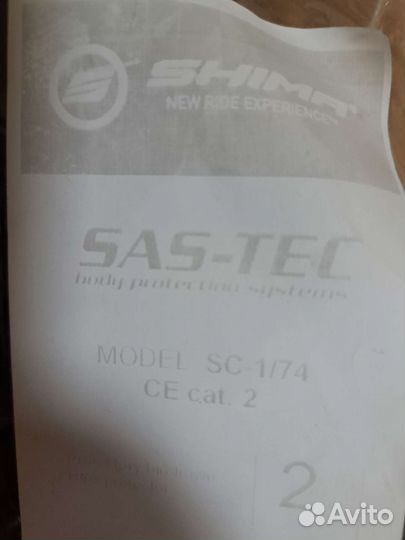 SHIMA
NEW RIDE EXPERIENCE
SAS-TEC
body protection systems
MODEL SC-1/74
CE cat. 2
2
Avito